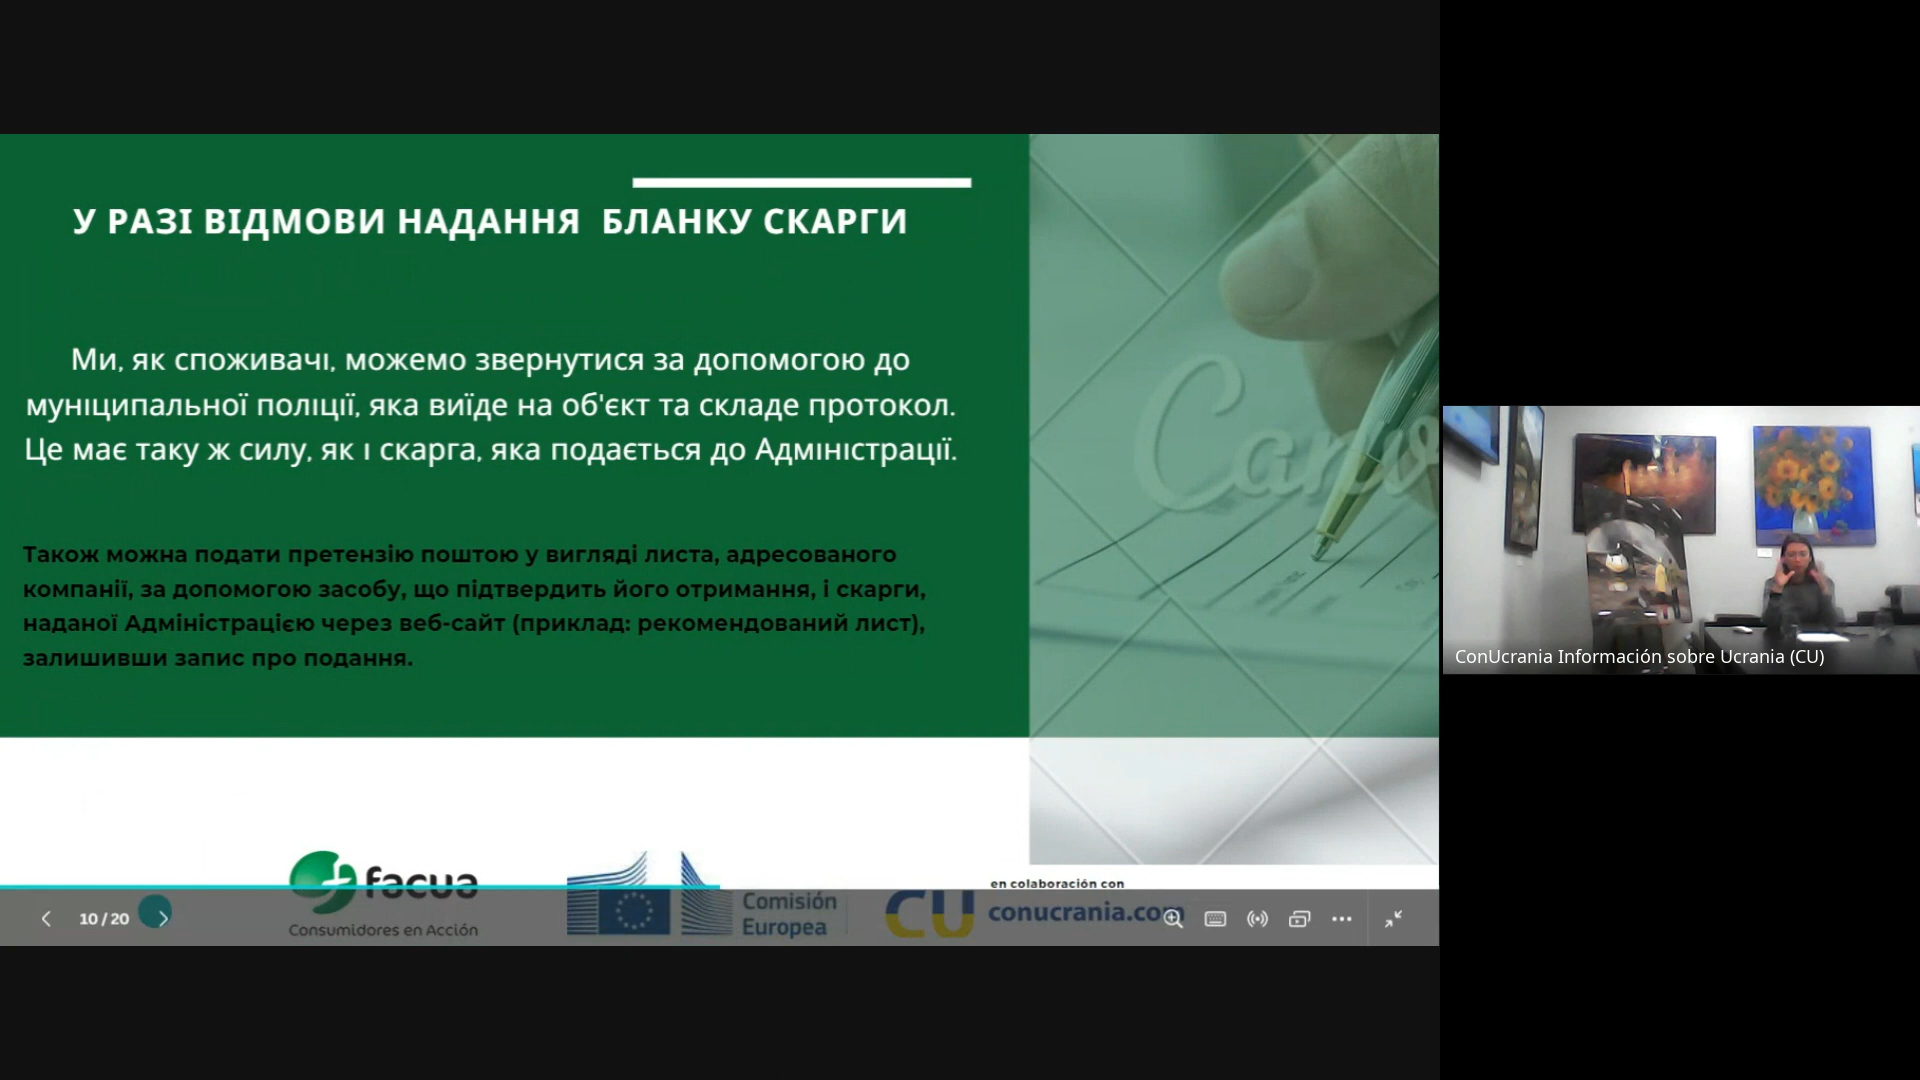 У РАЗІ ВІДМОВИ НАДАННЯ БЛАНКУ СКАРГИ
Ми, як споживачі, можемо звернутися за допомогою до
муніципальної поліції, яка виїде на об'єкт та складе протокол.
Це має таку ж силу, як і скарга, яка подається до Адміністрації.
Також можна подати претензію поштою у вигляді листа, адресованого
компанії, за допомогою засобу, що підтвердить його отримання, і скарги,
наданої Адміністрацією через веб-сайт (приклад: рекомендований лист),
залишивши запис про подання.
Canv
facua
Consumidores en Acción
Comisión
Europea
CU
en colaboración con
conucrania.com
10 / 20
ConUcrania Información sobre Ucrania (CU)